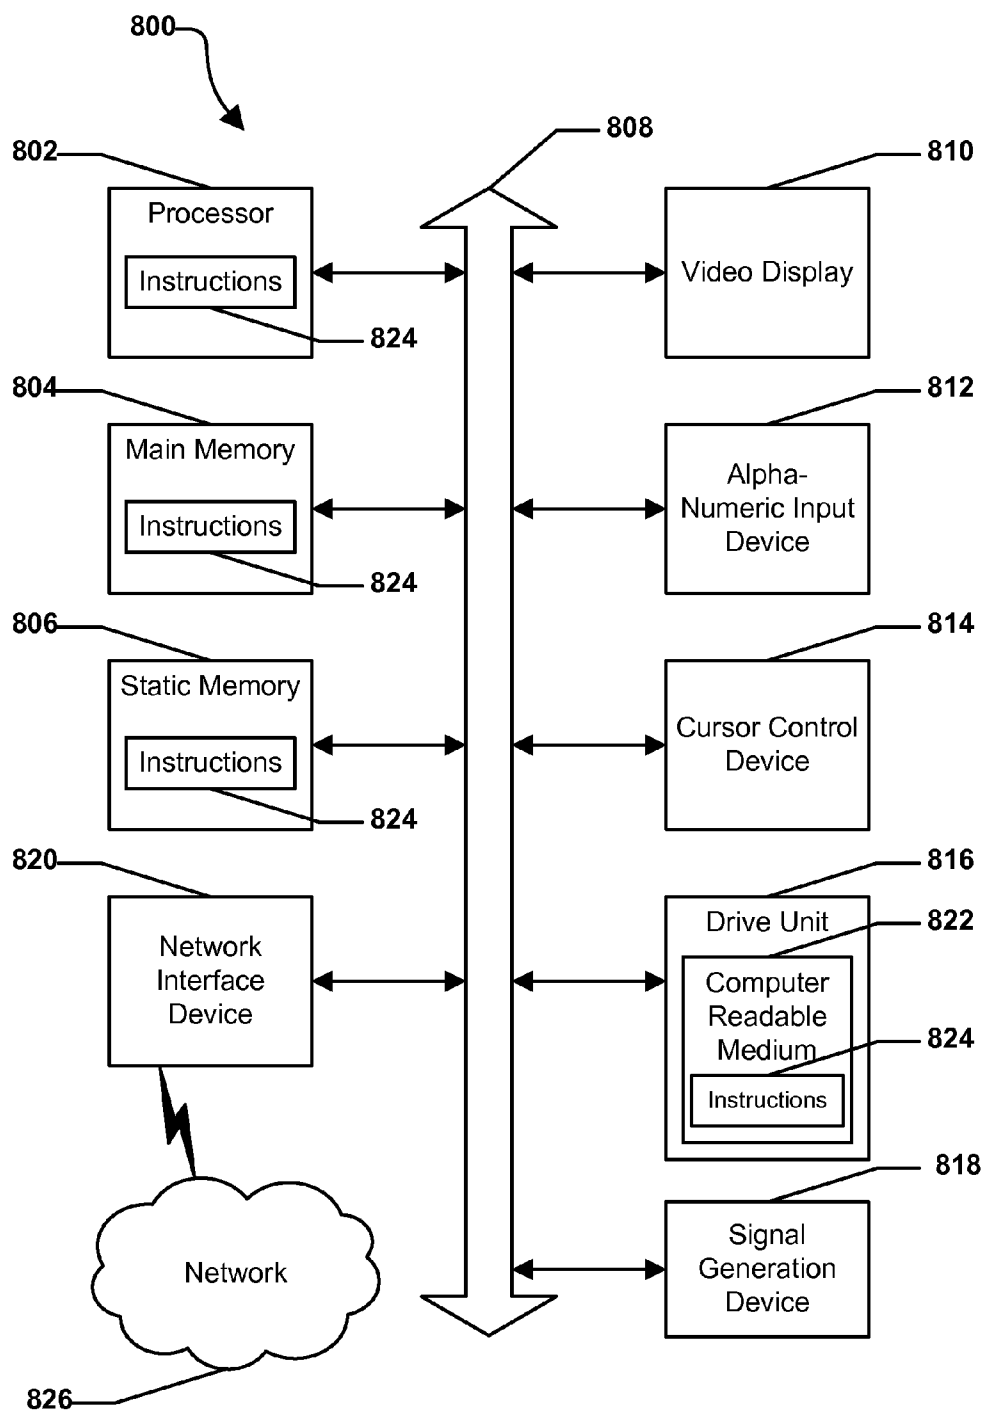 800
808
802
Processor
Instructions
824
810
Video Display
804
Main Memory
Instructions
824
812
Alpha-
Numeric Input
Device
806
Static Memory
Instructions
824
814
Cursor Control
Device
820
Network
Interface
Device
816
Drive Unit
822
Computer
Readable
Medium
824
Instructions
818
Signal
Generation
Device
Network
826